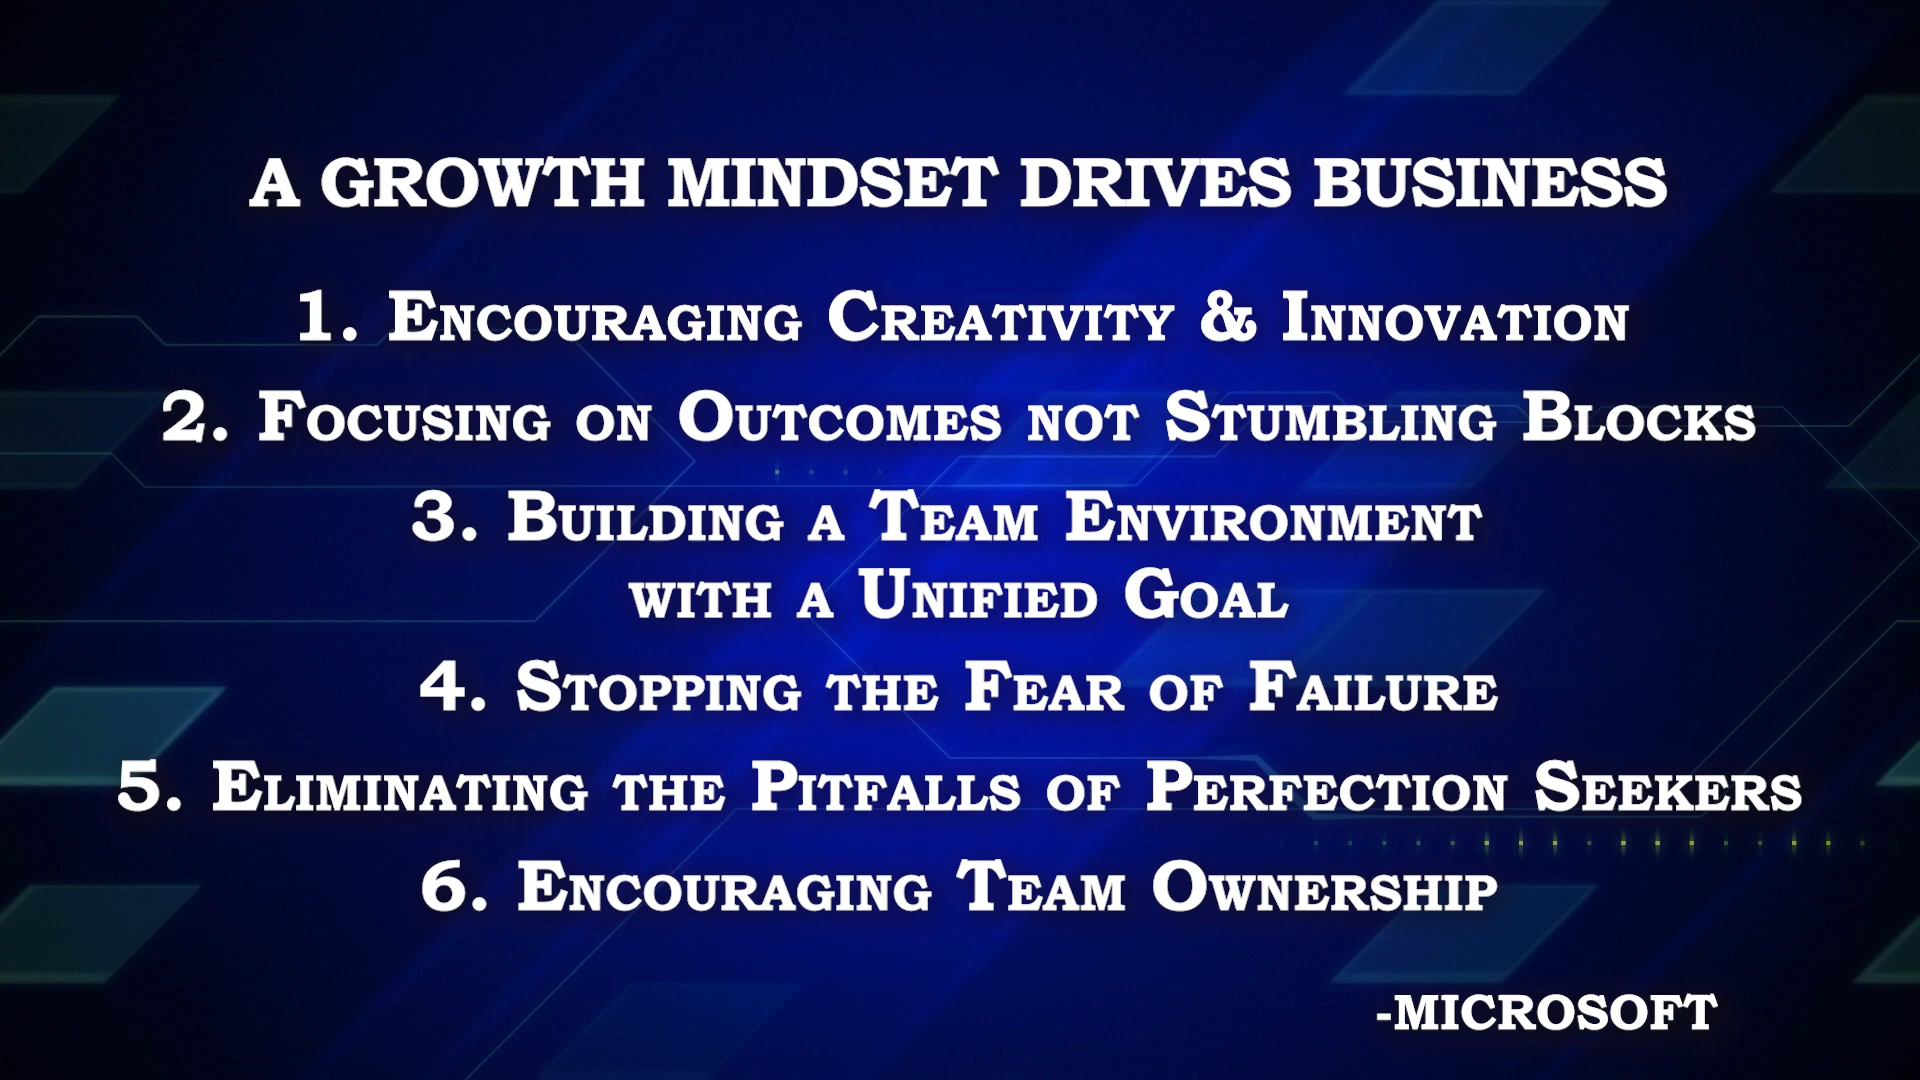 A GROWTH MINDSET DRIVES BUSINESS
1. Encouraging Creativity & Innovation
2. Focusing on Outcomes not Stumbling Blocks
3. Building a Team Environment
with a Unified Goal
4. Stopping the Fear of Failure
5. Eliminating the Pitfalls of Perfection Seekers
6. Encouraging Team Ownership
-MICROSOFT